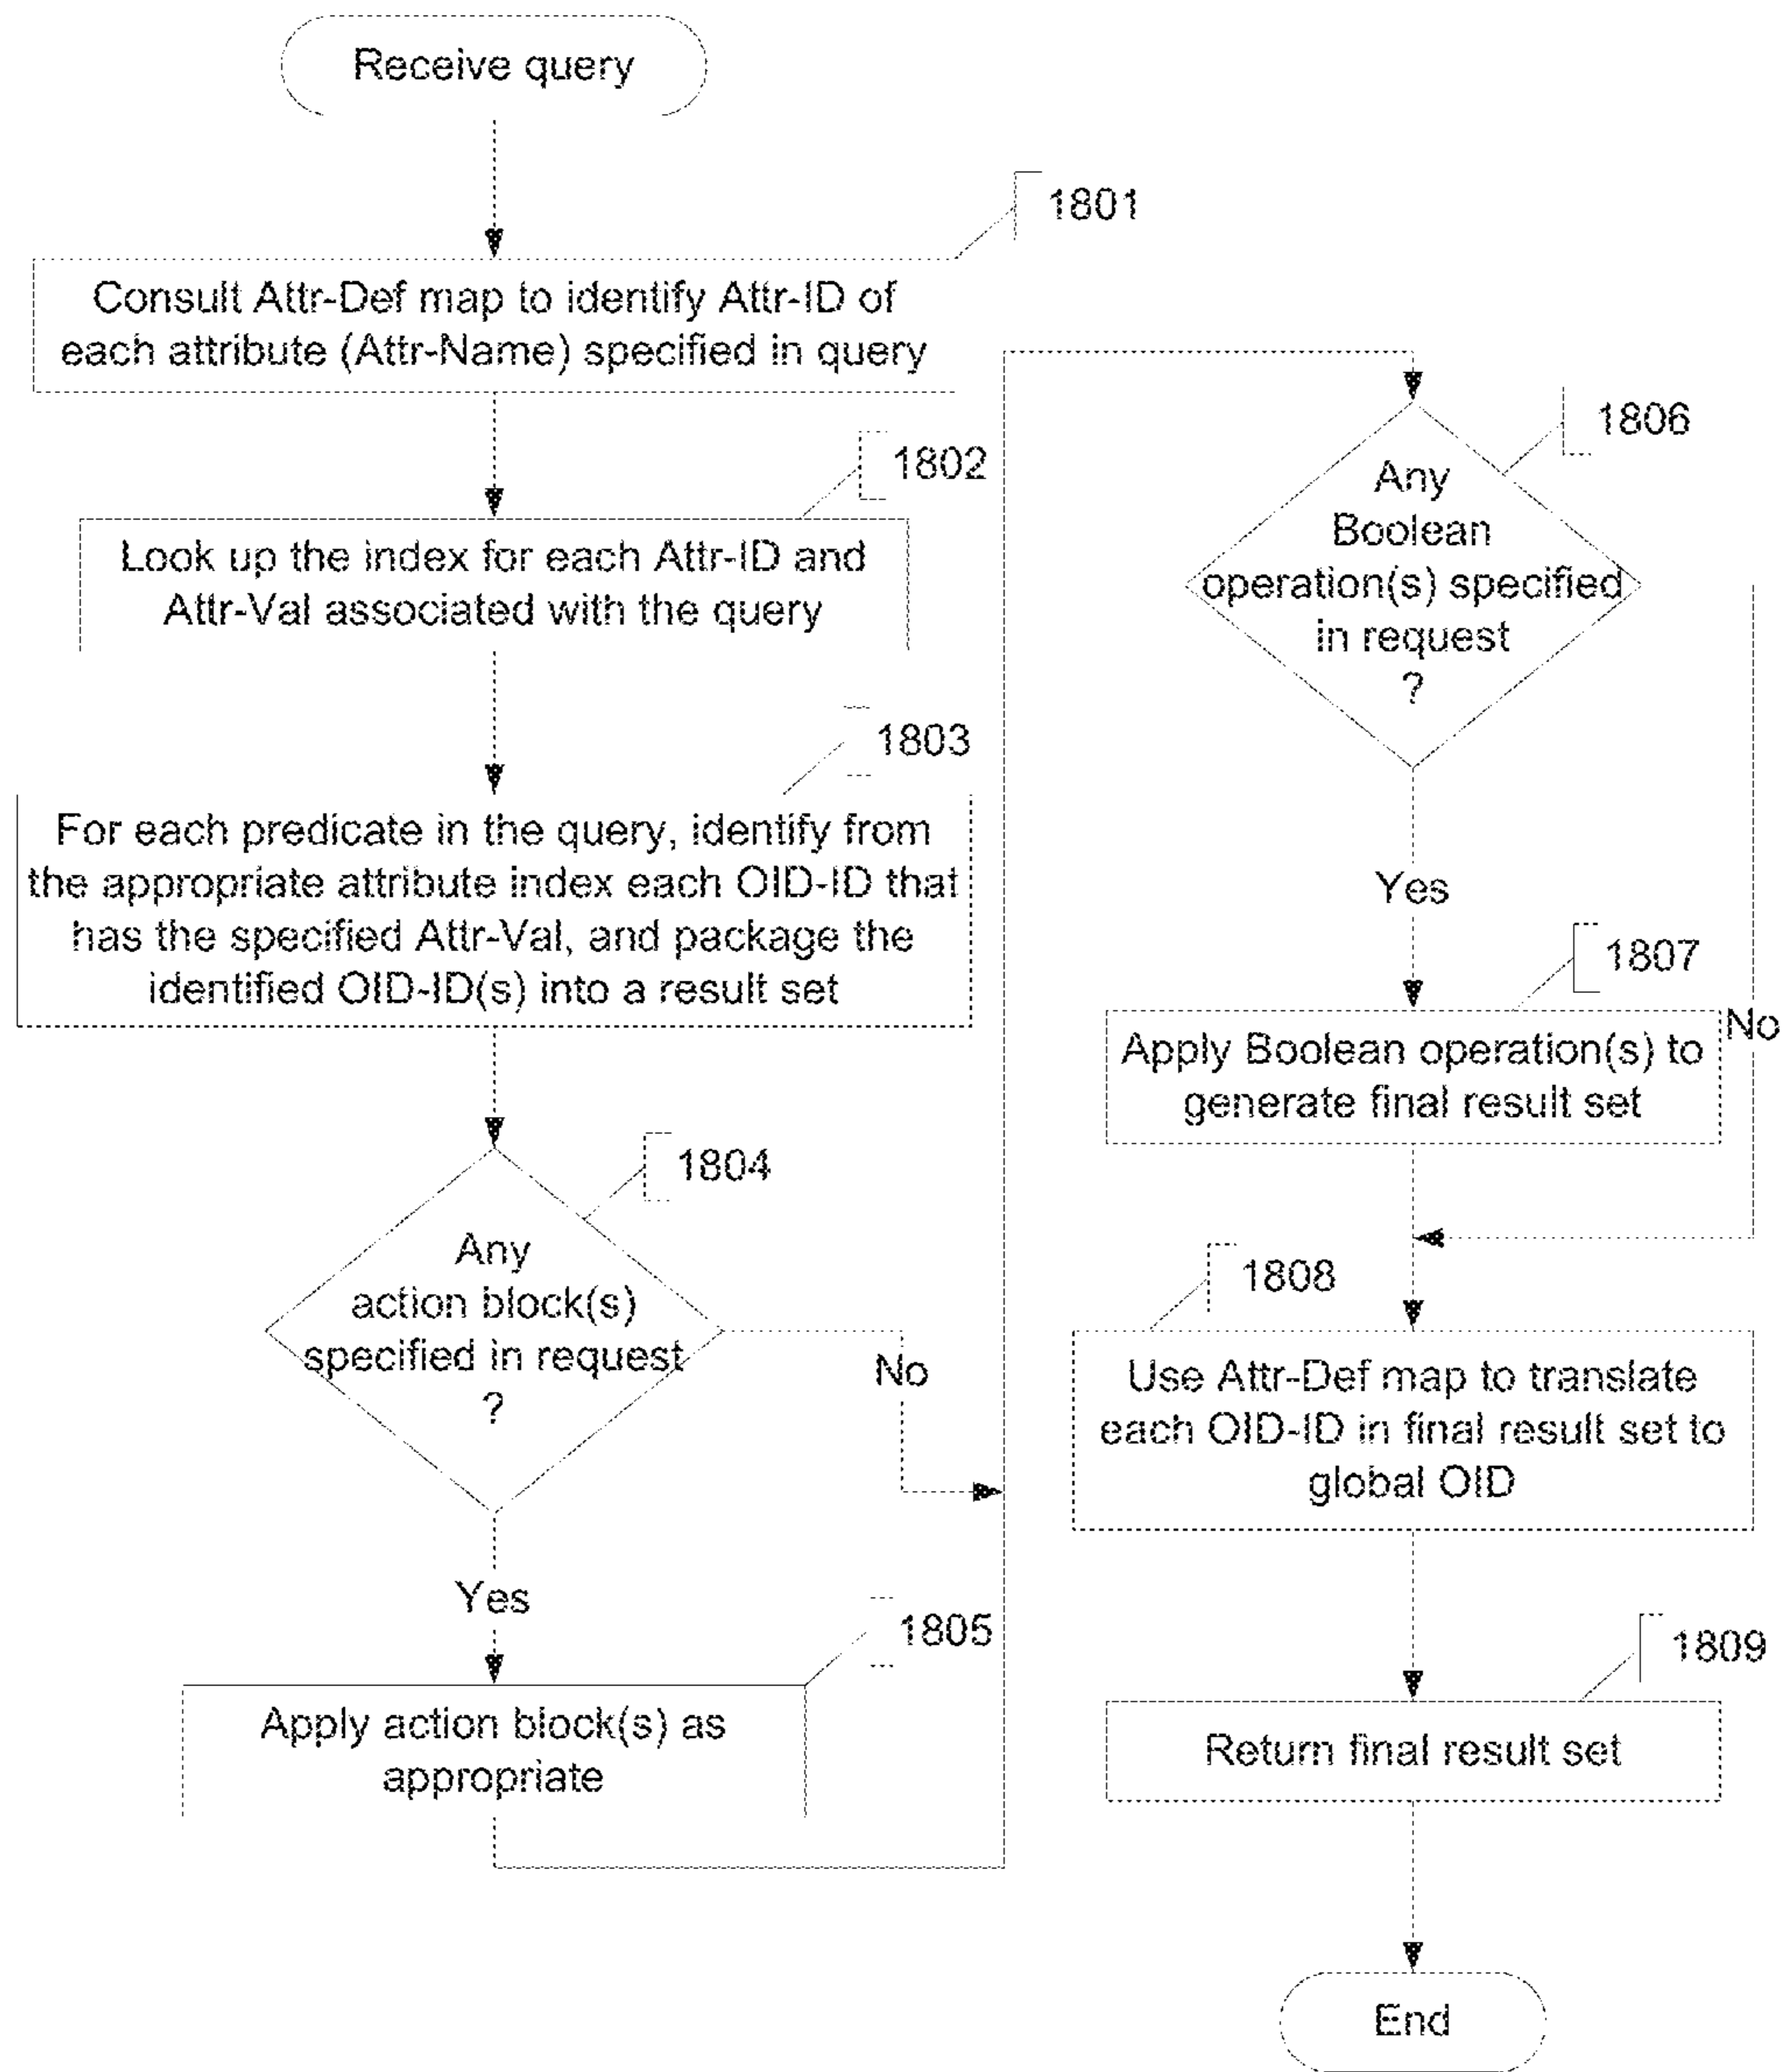 Receive query
1801
Consult Attr-Def map to identify Attr-ID of
each attribute (Attr-Name) specified in query
1802
Look up the index for each Attr-ID and
Attr-Val associated with the query
1803
For each predicate in the query, identify from
the appropriate attribute index each OID-ID that
has the specified Attr-Val, and package the
identified OID-ID(s) into a result set
1804
Any
action block(s)
specified in request
?
No
Yes
1805
Apply action block(s) as
appropriate
1806
Any
Boolean
operation(s) specified
in request
?
Yes
No
1807
Apply Boolean operation(s) to
generate final result set
1808
Use Attr-Def map to translate
each OID-ID in final result set to
global OID
1809
Return final result set
End